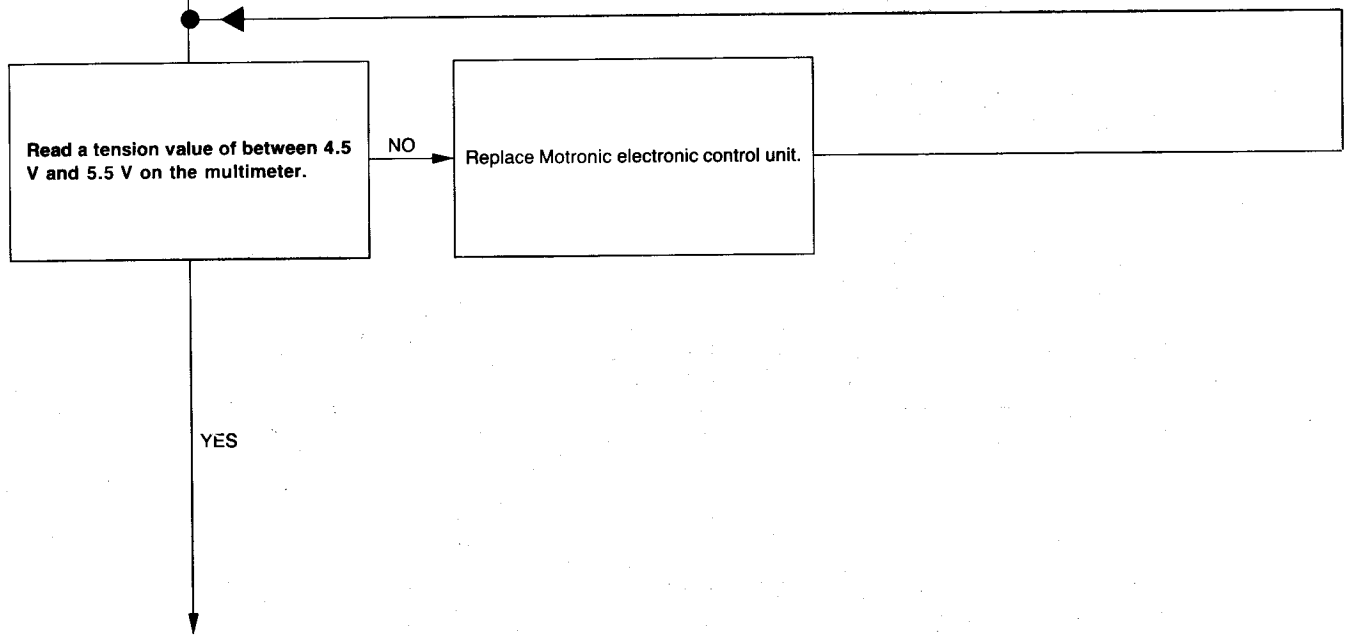 Read a tension value of between 4.5
V and 5.5 V on the multimeter.
NO
Replace Motronic electronic control unit.
YES